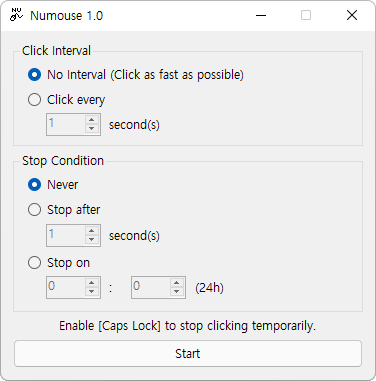 NU
Numouse 1.0
Click Interval
No Interval (Click as fast as possible)
Click every
1 second(s)
Stop Condition
Never
Stop after
1 second(s)
Stop on
0 : 0 (24h)
Enable [Caps Lock] to stop clicking temporarily.
Start